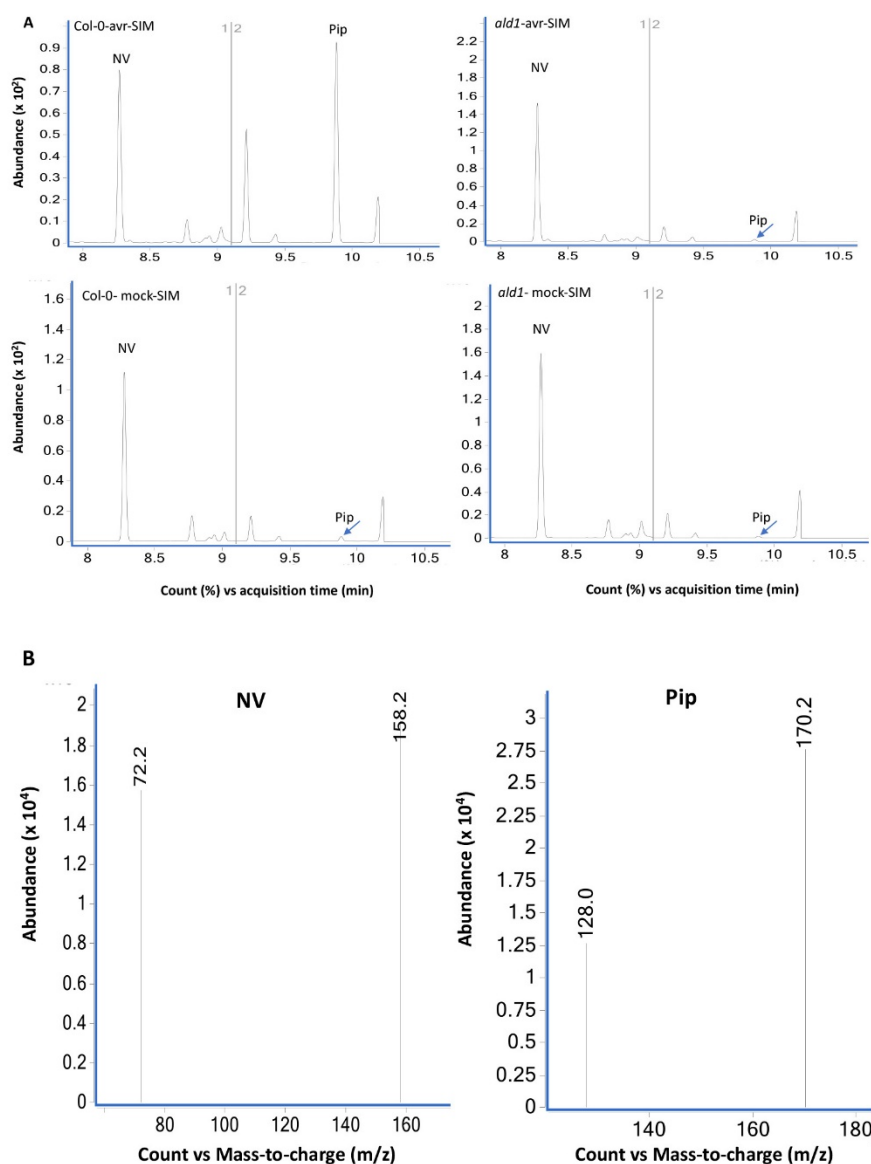 A
Col-0-avr-SIM
1 2
Pip
NV
Abundance (x 10²)
0.9
0.8
0.7
0.6
0.5
0.4
0.3
0.2
0.1
0
8 8.5 9 9.5 10 10.5
ald1-avr-SIM
1 2
NV
Pip
Abundance (x 10²)
2.2
2
1.8
1.6
1.4
1.2
1
0.8
0.6
0.4
0.2
0
8 8.5 9 9.5 10 10.5
Col-0- mock-SIM
1 2
NV
Pip
Abundance (x 10²)
1.6
1.4
1.2
1
0.8
0.6
0.4
0.2
0
8 8.5 9 9.5 10 10.5
Count (%) vs acquisition time (min)
ald1- mock-SIM
1 2
NV
Pip
Abundance (x 10²)
2
1.8
1.6
1.4
1.2
1
0.8
0.6
0.4
0.2
0
8 8.5 9 9.5 10 10.5
Count (%) vs acquisition time (min)
B
NV
72.2
158.2
Abundance (x 10⁴)
2
1.8
1.6
1.4
1.2
1
0.8
0.6
0.4
0.2
0
80 100 120 140 160
Count vs Mass-to-charge (m/z)
Pip
128.0
170.2
Abundance (x 10⁴)
3
2.75
2.5
2.25
2
1.75
1.5
1.25
1
0.75
0.5
0.25
0
140 160 180
Count vs Mass-to-charge (m/z)